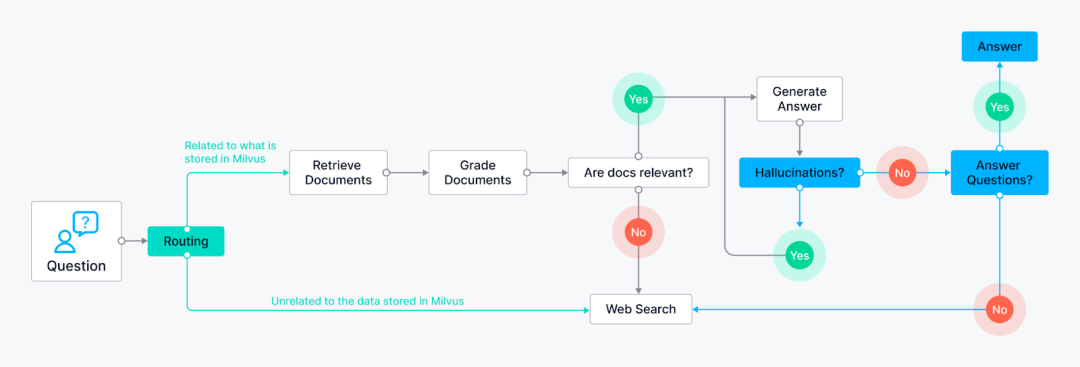 Question
?
Routing
Related to what is
stored in Milvus
Unrelated to the data stored in Milvus
Retrieve
Documents
Grade
Documents
Are docs relevant?
Yes
No
Web Search
Generate
Answer
Hallucinations?
Yes
No
Answer
Questions?
Yes
No
Answer